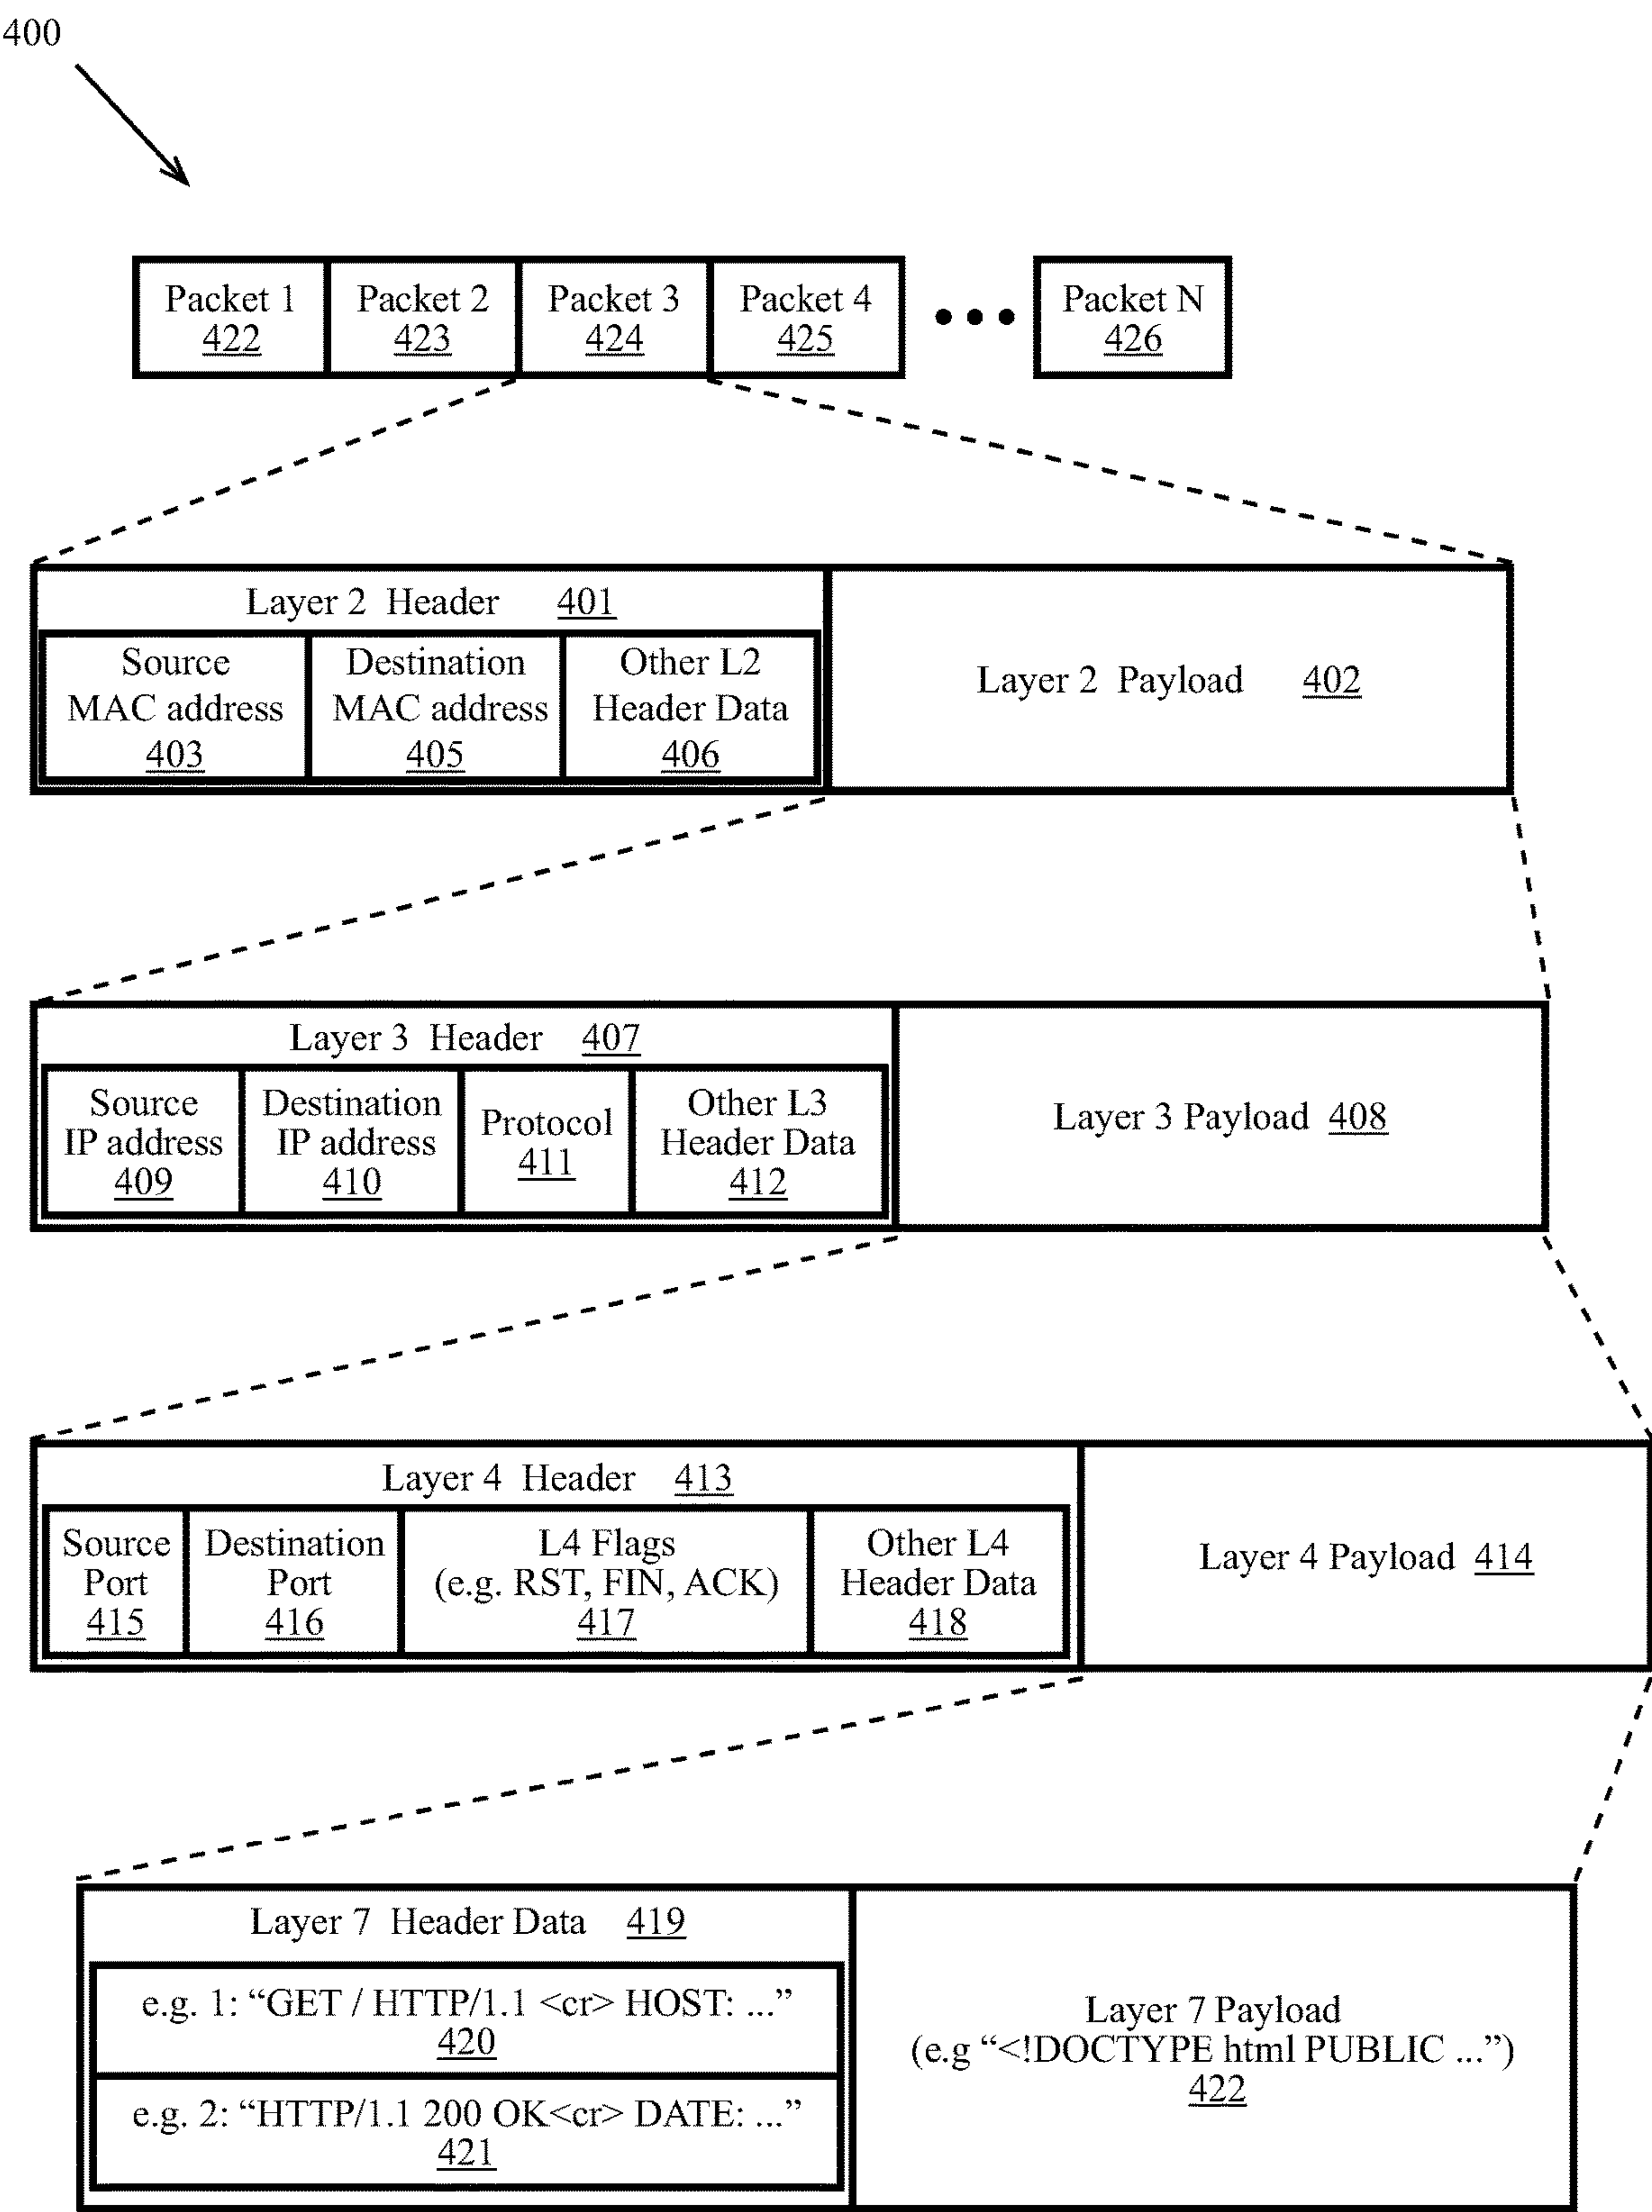 400
Packet 1
422
Packet 2
423
Packet 3
424
Packet 4
425
Packet N
426
Layer 2 Header 401
Source
MAC address
403
Destination
MAC address
405
Other L2
Header Data
406
Layer 2 Payload 402
Layer 3 Header 407
Source
IP address
409
Destination
IP address
410
Protocol
411
Other L3
Header Data
412
Layer 3 Payload 408
Layer 4 Header 413
Source
Port
415
Destination
Port
416
L4 Flags
(e.g. RST, FIN, ACK)
417
Other L4
Header Data
418
Layer 4 Payload 414
Layer 7 Header Data 419
e.g. 1: “GET / HTTP/1.1 <cr> HOST: ...”
420
e.g. 2: “HTTP/1.1 200 OK<cr> DATE: ...”
421
Layer 7 Payload
(e.g “<!DOCTYPE html PUBLIC ...”)
422